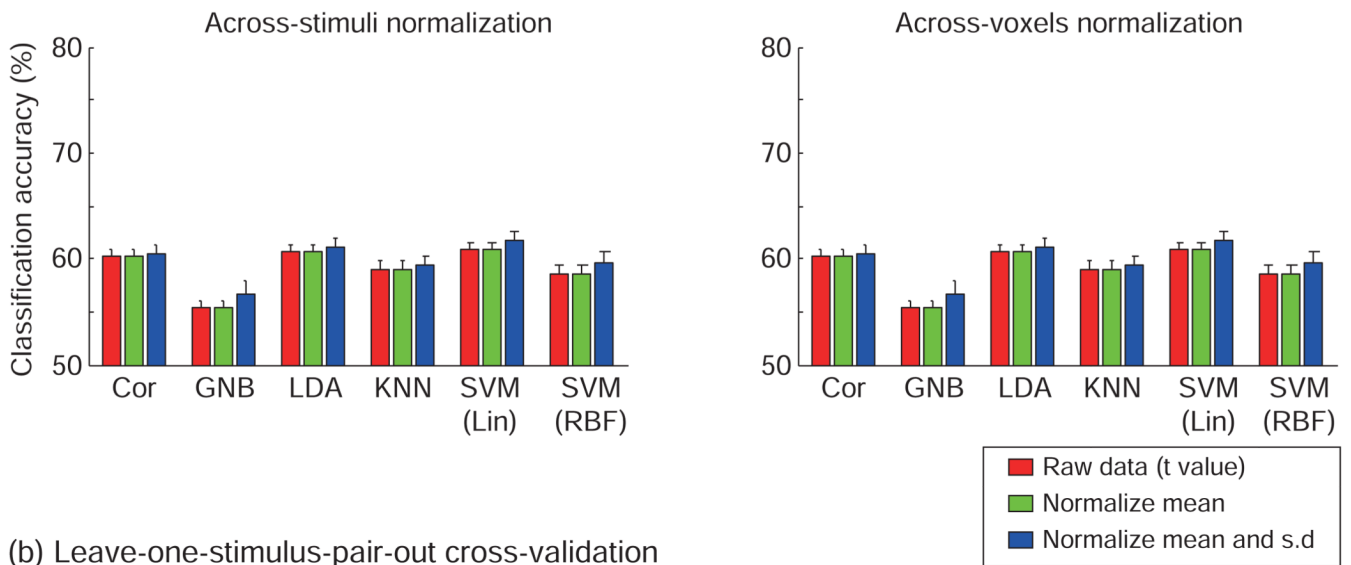 Across-stimuli normalization
Classification accuracy (%)
80
70
60
50
Cor GNB LDA KNN SVM (Lin) SVM (RBF)
Across-voxels normalization
80
70
60
50
Cor GNB LDA KNN SVM (Lin) SVM (RBF)
Raw data (t value)
Normalize mean
Normalize mean and s.d
(b) Leave-one-stimulus-pair-out cross-validation